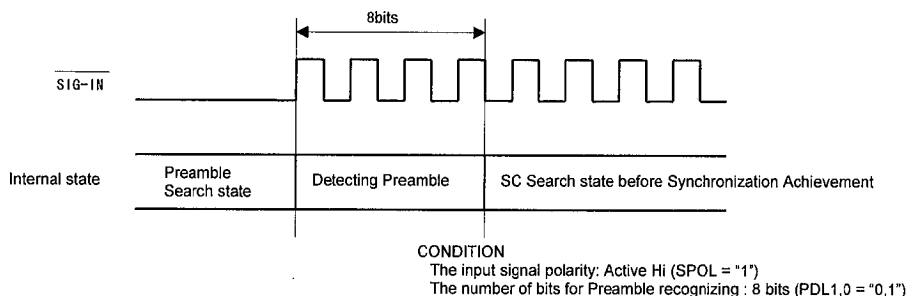 8bits
SIG-IN
Internal state
Preamble
Search state
Detecting Preamble
SC Search state before Synchronization Achievement
CONDITION
The input signal polarity: Active Hi (SPOL = "1")
The number of bits for Preamble recognizing : 8 bits (PDL1,0 = "0,1")